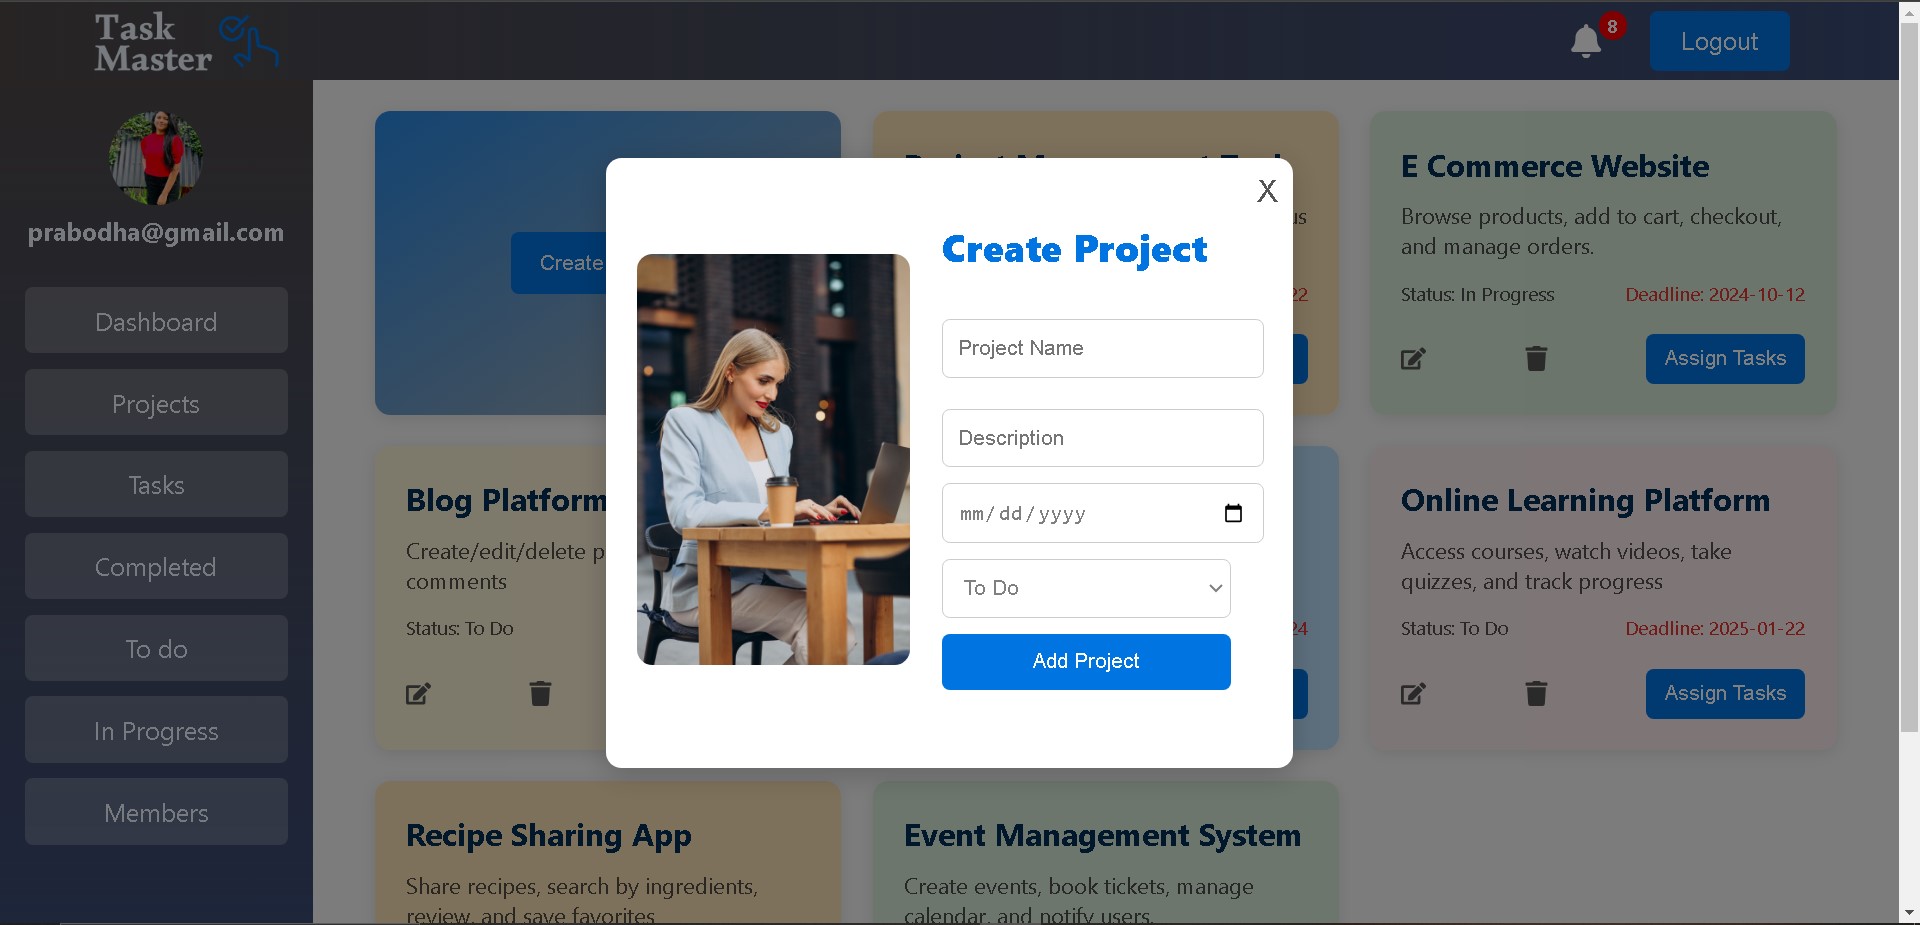 Task
Master
8
Logout
prabodha@gmail.com
Dashboard
Projects
Tasks
Completed
To do
In Progress
Members
Create
E Commerce Website
Browse products, add to cart, checkout,
and manage orders.
Status: In Progress Deadline: 2024-10-12
Assign Tasks
X
Create Project
Project Name
Description
mm/dd/yyyy
To Do
Add Project
Blog Platform
Create/edit/delete
comments
Status: To Do
Online Learning Platform
Access courses, watch videos, take
quizzes, and track progress
Status: To Do Deadline: 2025-01-22
Assign Tasks
Recipe Sharing App
Share recipes, search by ingredients,
review, and save favorites
Event Management System
Create events, book tickets, manage
calendar, and notify users.